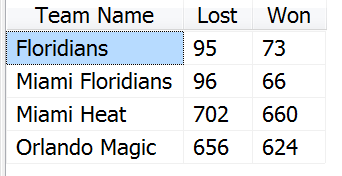 Team Name Lost Won
Floridians 95 73
Miami Floridians 96 66
Miami Heat 702 660
Orlando Magic 656 624